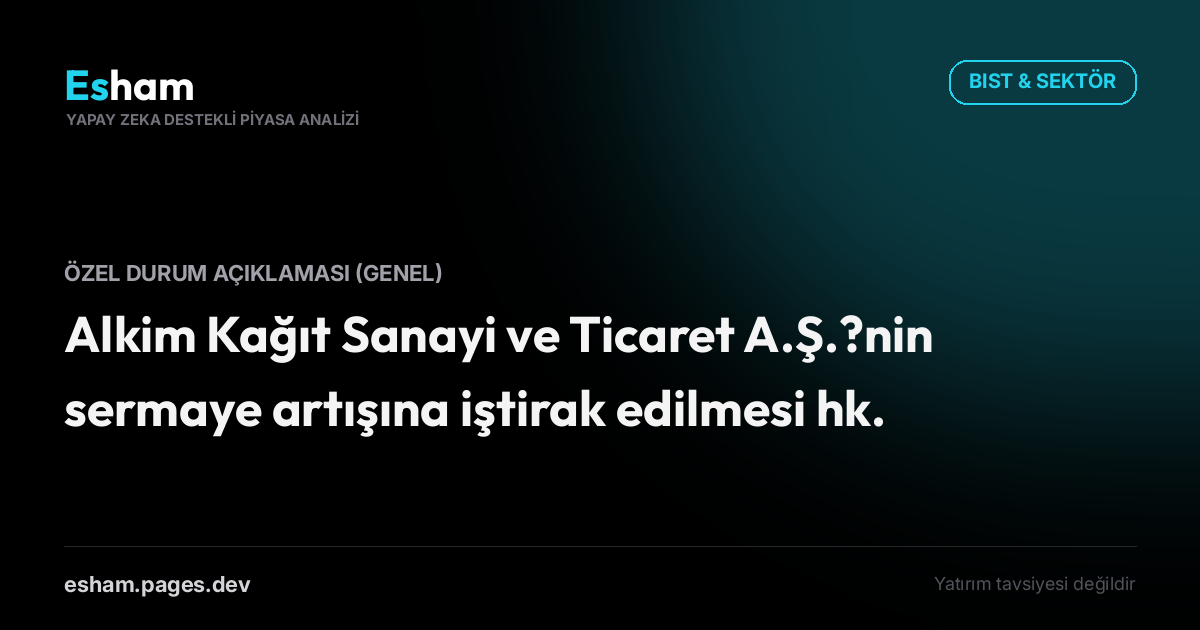 Esham
BIST & SEKTÖR
YAPAY ZEKA DESTEKLİ PİYASA ANALİZİ
ÖZEL DURUM AÇIKLAMASI (GENEL)
Alkim Kağıt Sanayi ve Ticaret A.Ş.?nin
sermaye artışına iştirak edilmesi hk.
esham.pages.dev
Yatırım tavsiyesi değildir